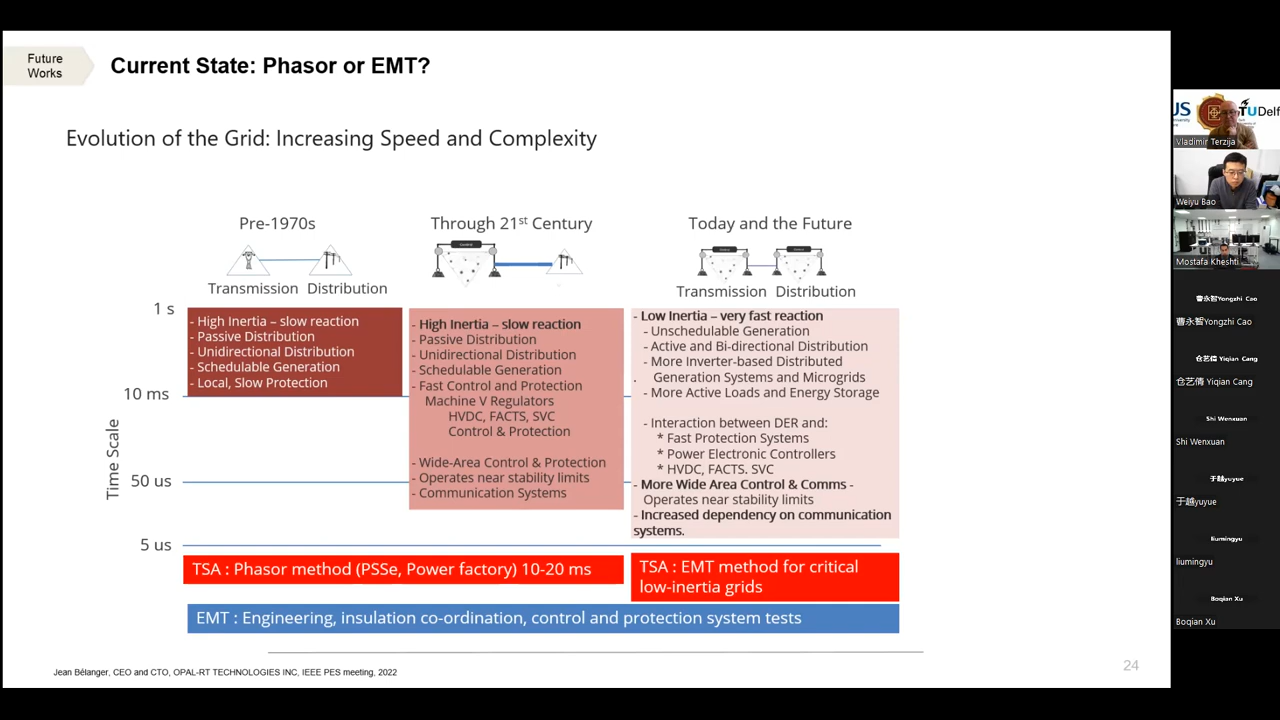 Future
Works
Current State: Phasor or EMT?
Evolution of the Grid: Increasing Speed and Complexity
Pre-1970s
Transmission Distribution
Through 21st Century
Today and the Future
Transmission Distribution
Time Scale
1 s
10 ms
50 us
5 us
- High Inertia – slow reaction
- Passive Distribution
- Unidirectional Distribution
- Schedulable Generation
- Local, Slow Protection
- High Inertia – slow reaction
- Passive Distribution
- Unidirectional Distribution
- Schedulable Generation
- Fast Control and Protection
Machine V Regulators
HVDC, FACTS, SVC
Control & Protection
- Wide-Area Control & Protection
- Operates near stability limits
- Communication Systems
- Low Inertia – very fast reaction
- Unschedulable Generation
- Active and Bi-directional Distribution
- More Inverter-based Distributed
. Generation Systems and Microgrids
- More Active Loads and Energy Storage
- Interaction between DER and:
* Fast Protection Systems
* Power Electronic Controllers
* HVDC, FACTS. SVC
- More Wide Area Control & Comms -
Operates near stability limits
- Increased dependency on communication
systems.
TSA : Phasor method (PSSe, Power factory) 10-20 ms
TSA : EMT method for critical
low-inertia grids
EMT : Engineering, insulation co-ordination, control and protection system tests
Jean Bélanger, CEO and CTO, OPAL-RT TECHNOLOGIES INC, IEEE PES meeting, 2022
24
US
TUDelf
Vladimir Terzija
Weiyu Bao
Mostafa Kheshti
曹永智Yongzhi Cao
曹永智Yongzhi Cao
仓艺倩 Yiqian Cang
仓艺倩 Yiqian Cang
Shi Wenxuan
Shi Wenxuan
于越yuyue
于越yuyue
liumingyu
liumingyu
Boqian Xu
Boqian Xu